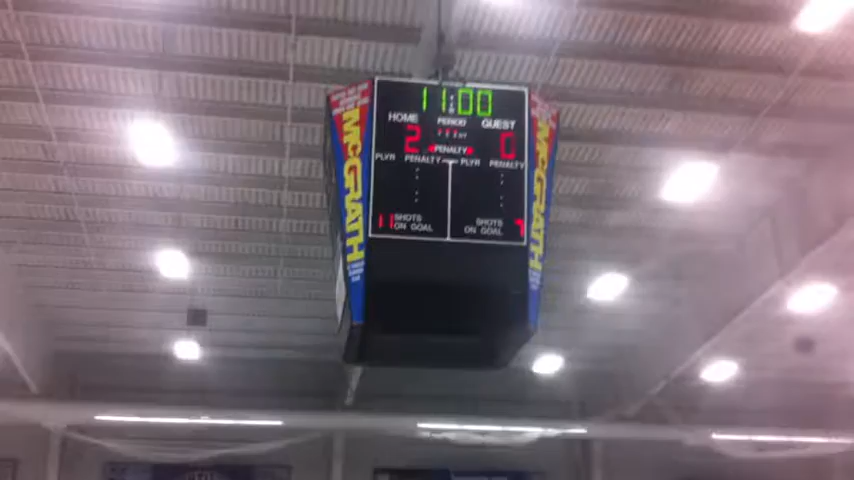 11:00
HOME PERIOD GUEST
2 0
PENALTY
PLYR PENALTY PLYR PENALTY
11 SHOTS ON GOAL SHOTS ON GOAL 7
McGRATH
McGRATH